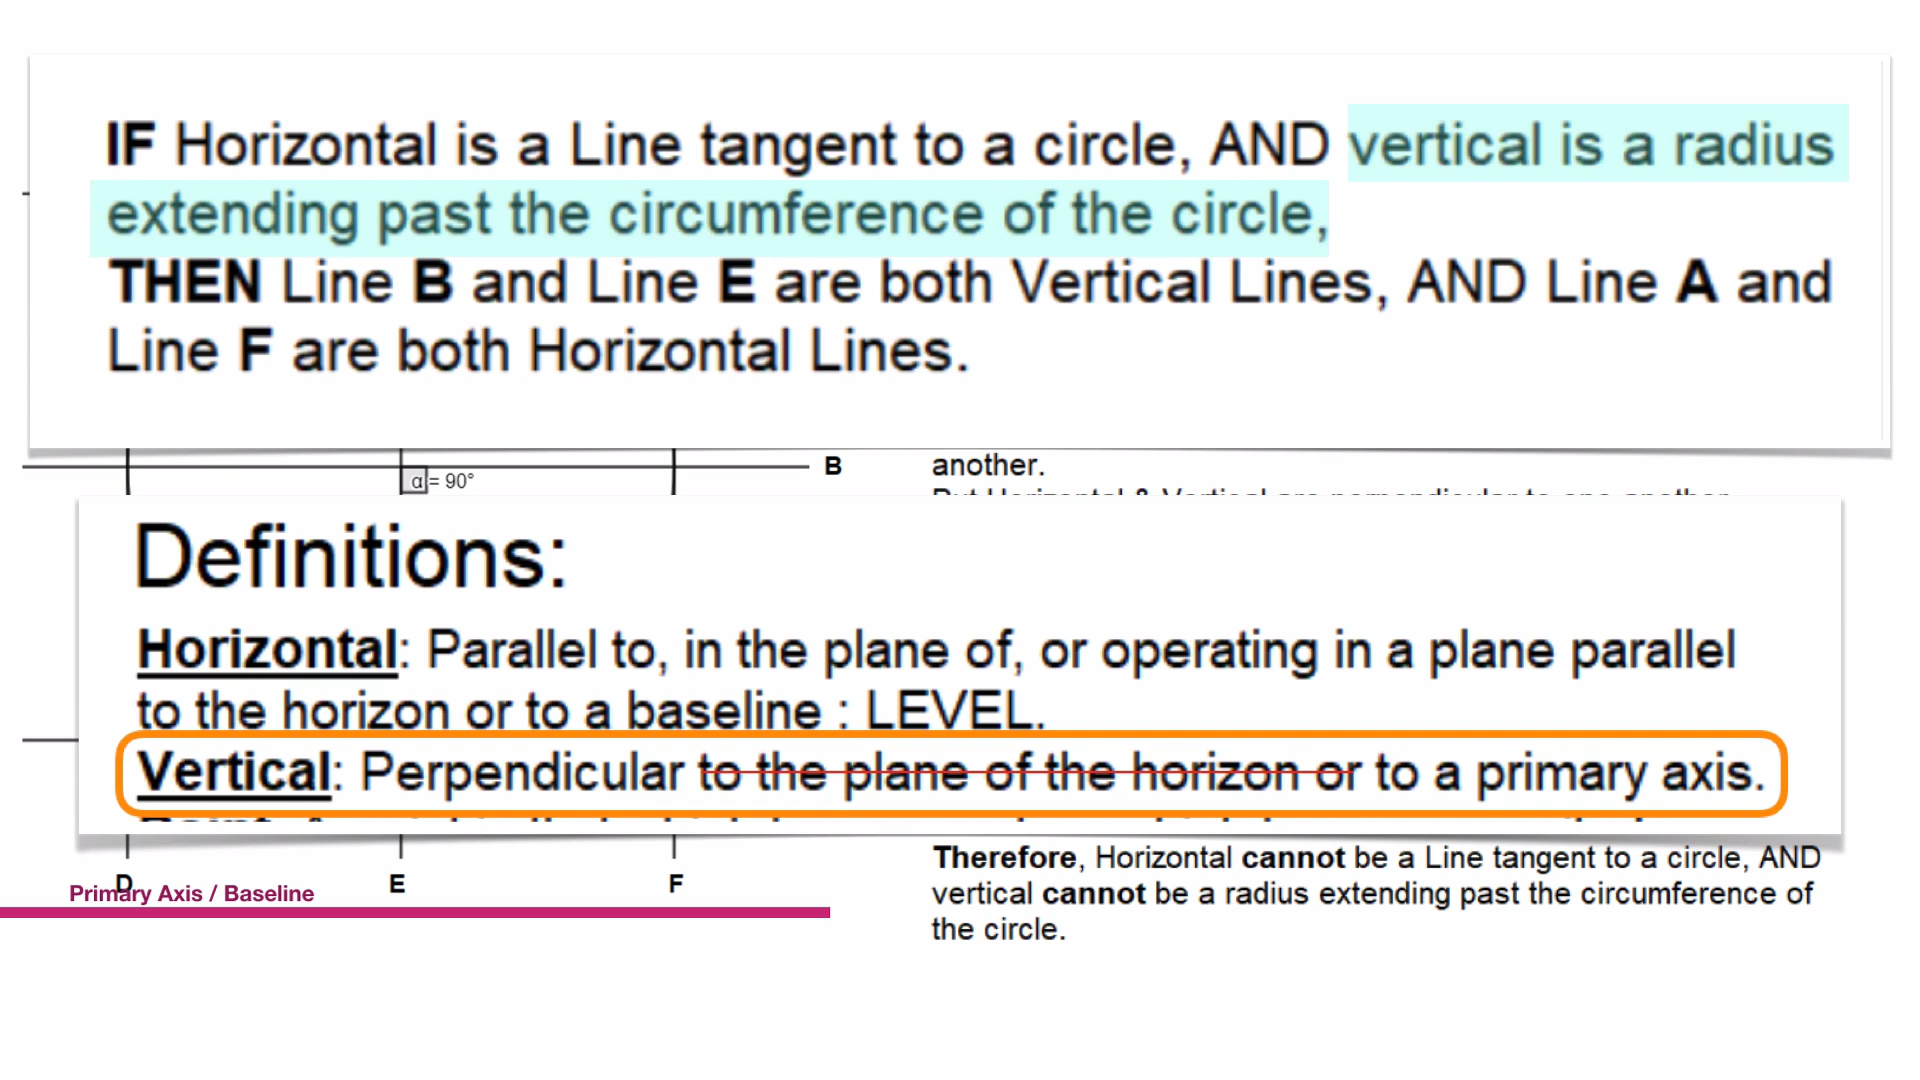 IF Horizontal is a Line tangent to a circle, AND vertical is a radius
extending past the circumference of the circle,
THEN Line B and Line E are both Vertical Lines, AND Line A and
Line F are both Horizontal Lines.
B
another.
α = 90°
Definitions:
Horizontal: Parallel to, in the plane of, or operating in a plane parallel
to the horizon or to a baseline : LEVEL.
Vertical: Perpendicular to the plane of the horizon or to a primary axis.
Therefore, Horizontal cannot be a Line tangent to a circle, AND
vertical cannot be a radius extending past the circumference of
the circle.
D
E
F
Primary Axis / Baseline